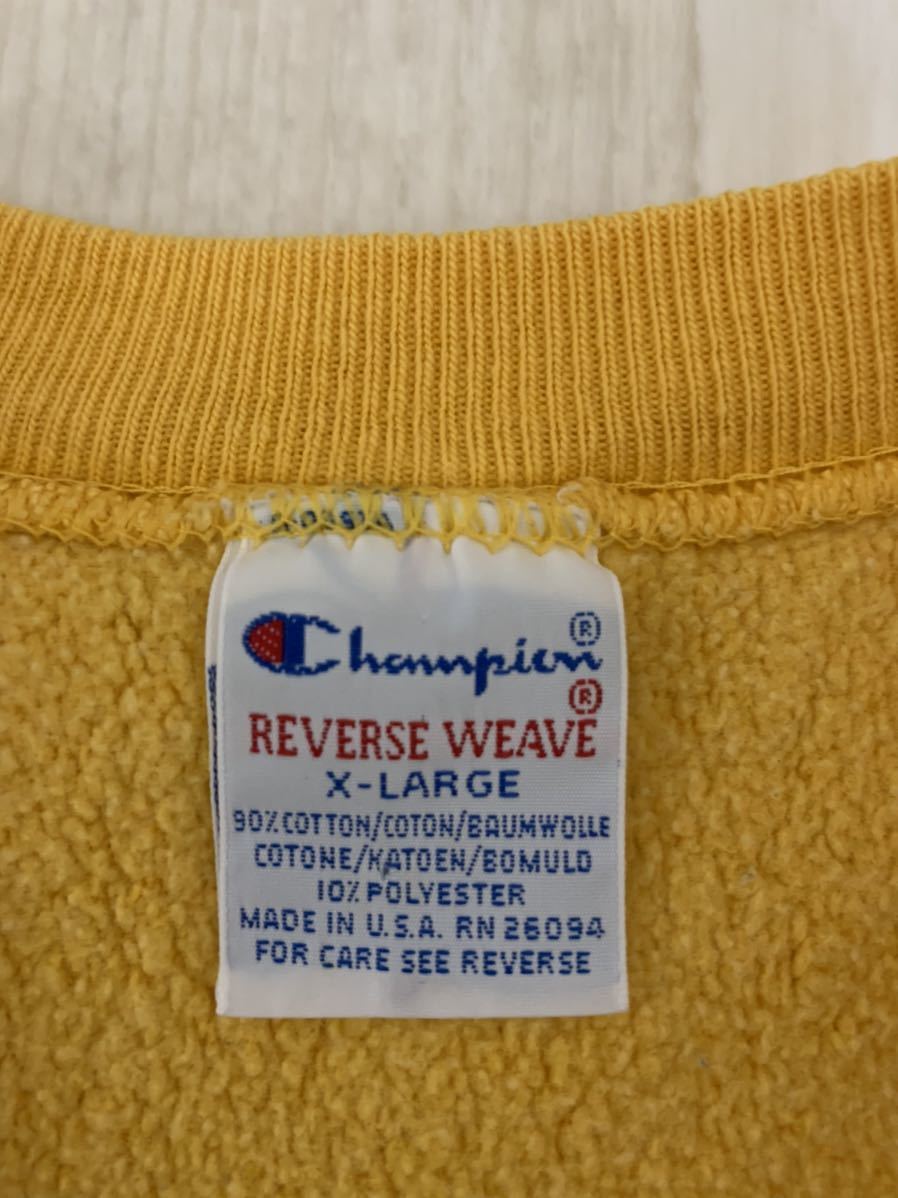 Champion®
REVERSE WEAVE®
X-LARGE
90% COTTON/COTON/BAUMWOLLE
COTONE/KATOEN/BOMULD
10% POLYESTER
MADE IN U.S.A. RN 26094
FOR CARE SEE REVERSE